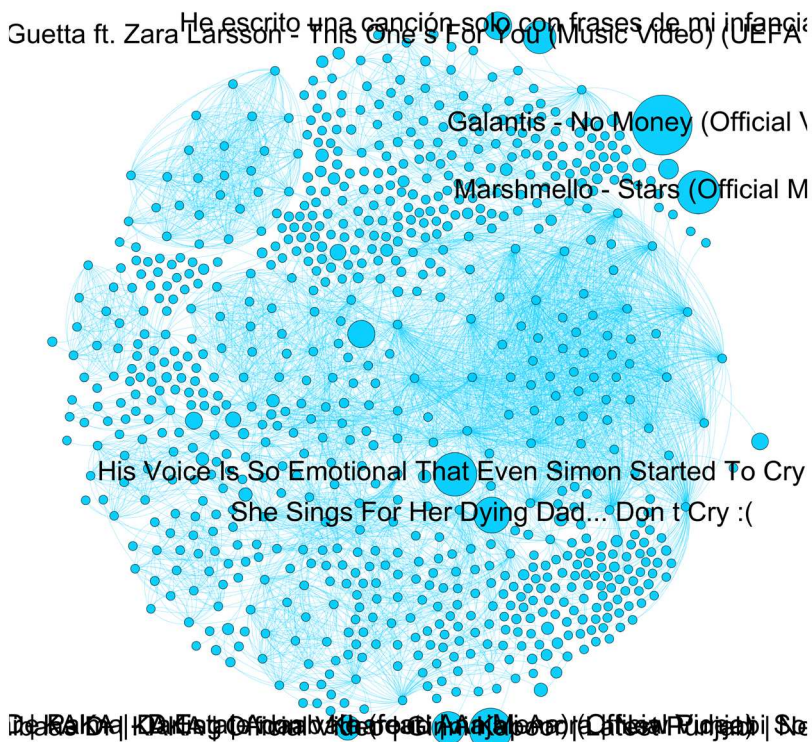 He escrito una canción solo con frases de mi infancia
Guetta ft. Zara Larsson - This One s For You (Music Video) (UEFA
Galantis - No Money (Official V
Marshmello - Stars (Official M
His Voice Is So Emotional That Even Simon Started To Cry
She Sings For Her Dying Dad... Don t Cry :(